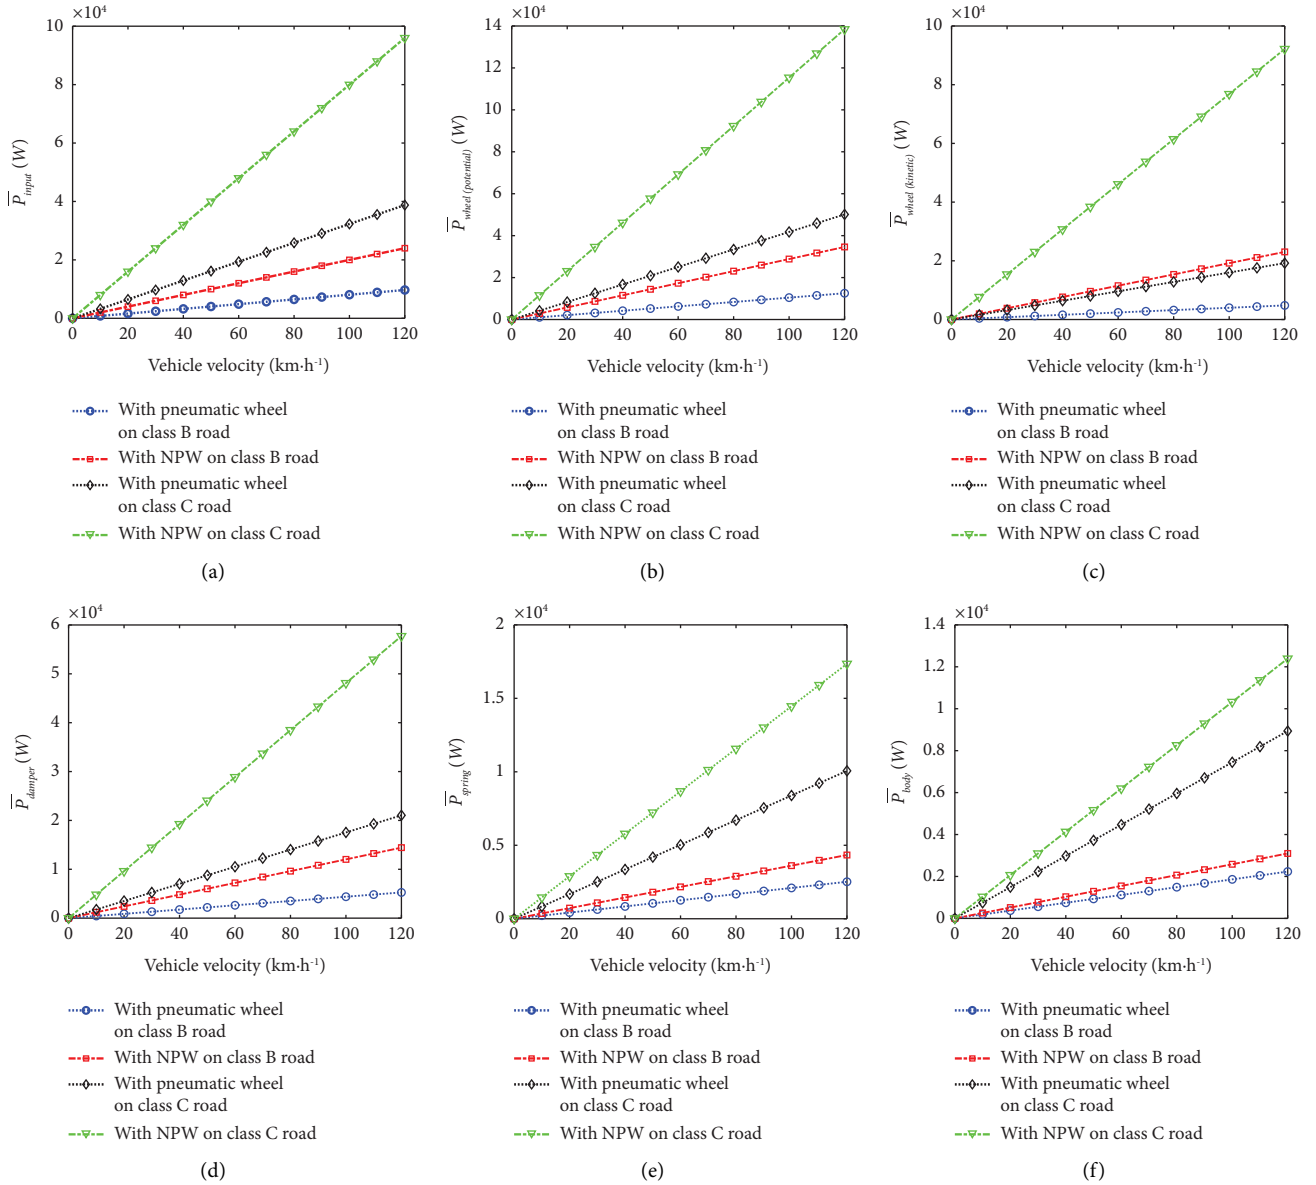 ×10⁴
10
8
6
4
2
0
P̅input (W)
0 20 40 60 80 100 120
Vehicle velocity (km·h⁻¹)
With pneumatic wheel
on class B road
With NPW on class B road
With pneumatic wheel
on class C road
With NPW on class C road
(a)
×10⁴
14
12
10
8
6
4
2
0
P̅wheel (potential) (W)
0 20 40 60 80 100 120
Vehicle velocity (km·h⁻¹)
With pneumatic wheel
on class B road
With NPW on class B road
With pneumatic wheel
on class C road
With NPW on class C road
(b)
×10⁴
10
8
6
4
2
0
P̅wheel (kinetic) (W)
0 20 40 60 80 100 120
Vehicle velocity (km·h⁻¹)
With pneumatic wheel
on class B road
With NPW on class B road
With pneumatic wheel
on class C road
With NPW on class C road
(c)
×10⁴
6
5
4
3
2
1
0
P̅damper (W)
0 20 40 60 80 100 120
Vehicle velocity (km·h⁻¹)
With pneumatic wheel
on class B road
With NPW on class B road
With pneumatic wheel
on class C road
With NPW on class C road
(d)
×10⁴
2
1.5
1
0.5
0
P̅spring (W)
0 20 40 60 80 100 120
Vehicle velocity (km·h⁻¹)
With pneumatic wheel
on class B road
With NPW on class B road
With pneumatic wheel
on class C road
With NPW on class C road
(e)
×10⁴
1.4
1.2
1
0.8
0.6
0.4
0.2
0
P̅body (W)
0 20 40 60 80 100 120
Vehicle velocity (km·h⁻¹)
With pneumatic wheel
on class B road
With NPW on class B road
With pneumatic wheel
on class C road
With NPW on class C road
(f)